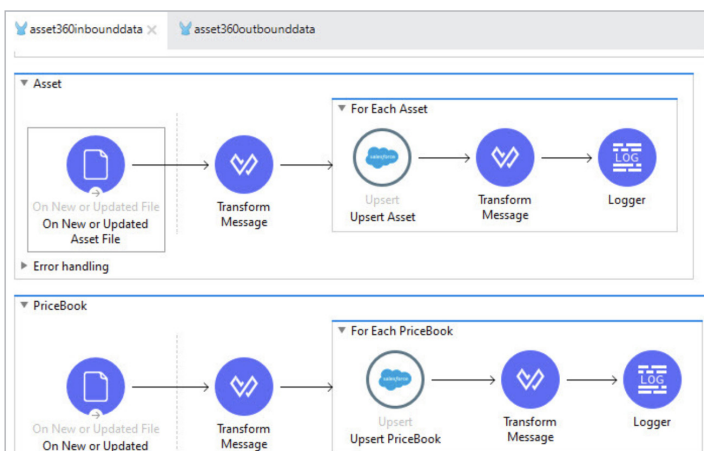 asset360inbounddata
asset360outbounddata
Asset
For Each Asset
salesforce
LOG
On New or Updated File
On New or Updated
Asset File
Transform
Message
Upsert
Upsert Asset
Transform
Message
Logger
Error handling
PriceBook
For Each PriceBook
salesforce
LOG
On New or Updated File
On New or Updated
Transform
Message
Upsert
Upsert PriceBook
Transform
Message
Logger